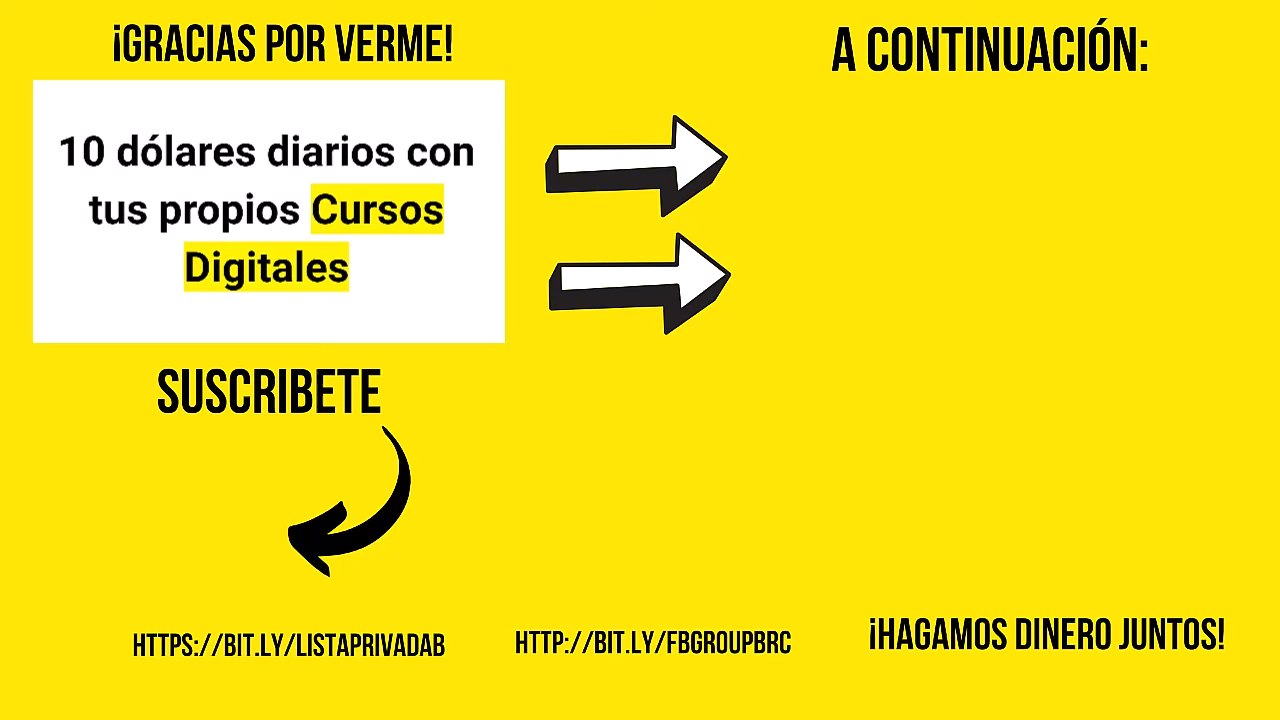 ¡GRACIAS POR VERME!
10 dólares diarios con
tus propios Cursos
Digitales
SUSCRIBETE
HTTPS://BIT.LY/LISTAPRIVADAB
HTTP://BIT.LY/FBGROUPBRC
A CONTINUACIÓN:
¡HAGAMOS DINERO JUNTOS!